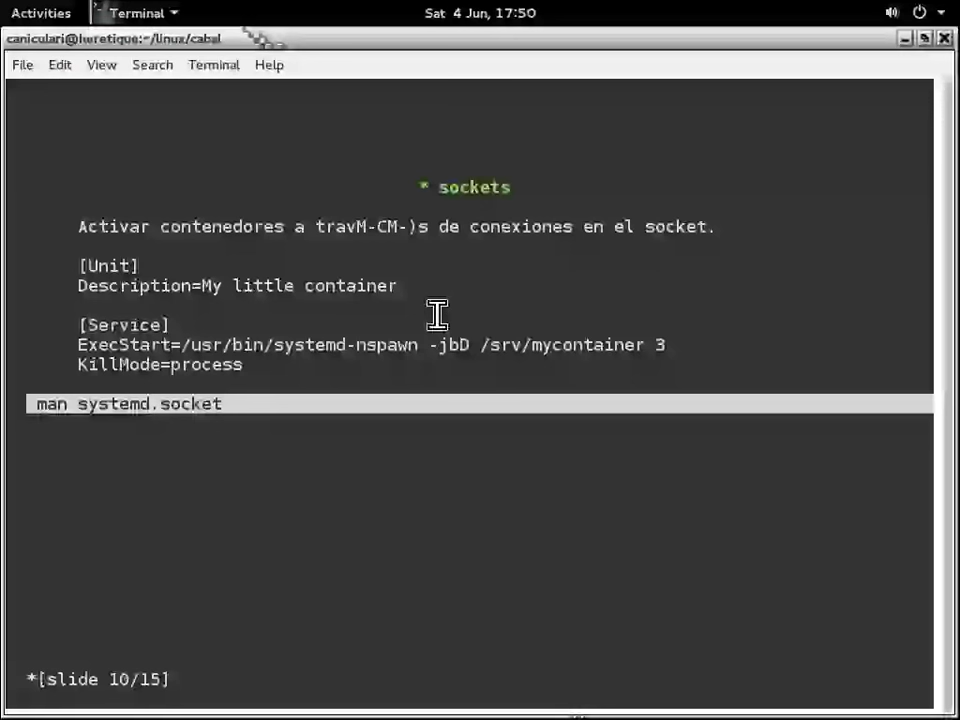 Activities
Terminal
Sat 4 Jun, 17:50
caniculari@heretique:~/linux/cabal
File Edit View Search Terminal Help
* sockets
Activar contenedores a travM-CM-)s de conexiones en el socket.
[Unit]
Description=My little container
[Service]
ExecStart=/usr/bin/systemd-nspawn -jbD /srv/mycontainer 3
KillMode=process
man systemd.socket
*[slide 10/15]